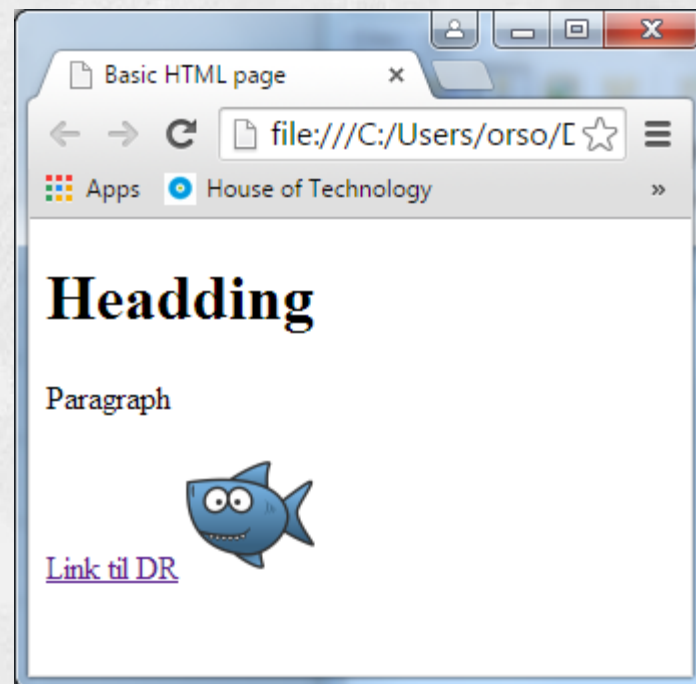 Basic HTML page
file:///C:/Users/orso/D
Apps House of Technology »
Headding
Paragraph
Link til DR